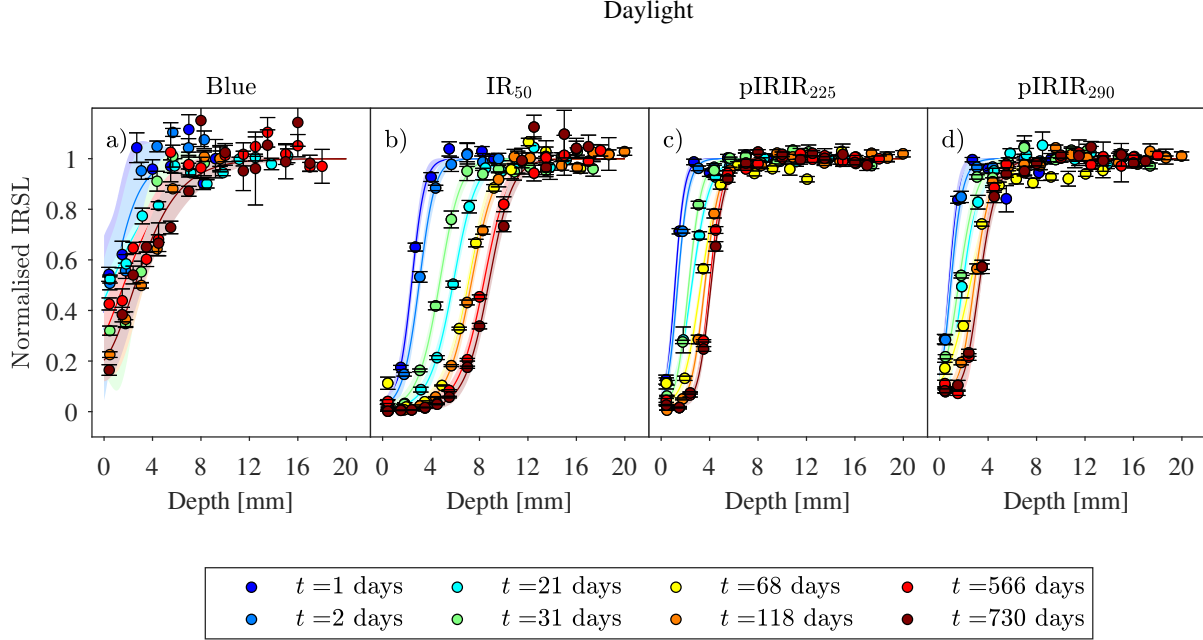 Daylight
Blue IR₅₀ pIRIR₂₂₅ pIRIR₂₉₀
a) b) c) d)
Normalised IRSL
1
0.8
0.6
0.4
0.2
0
0 4 8 12 16 20 0 4 8 12 16 20 0 4 8 12 16 20 0 4 8 12 16 20
Depth [mm] Depth [mm] Depth [mm] Depth [mm]
t =1 days t =21 days t =68 days t =566 days
t =2 days t =31 days t =118 days t =730 days